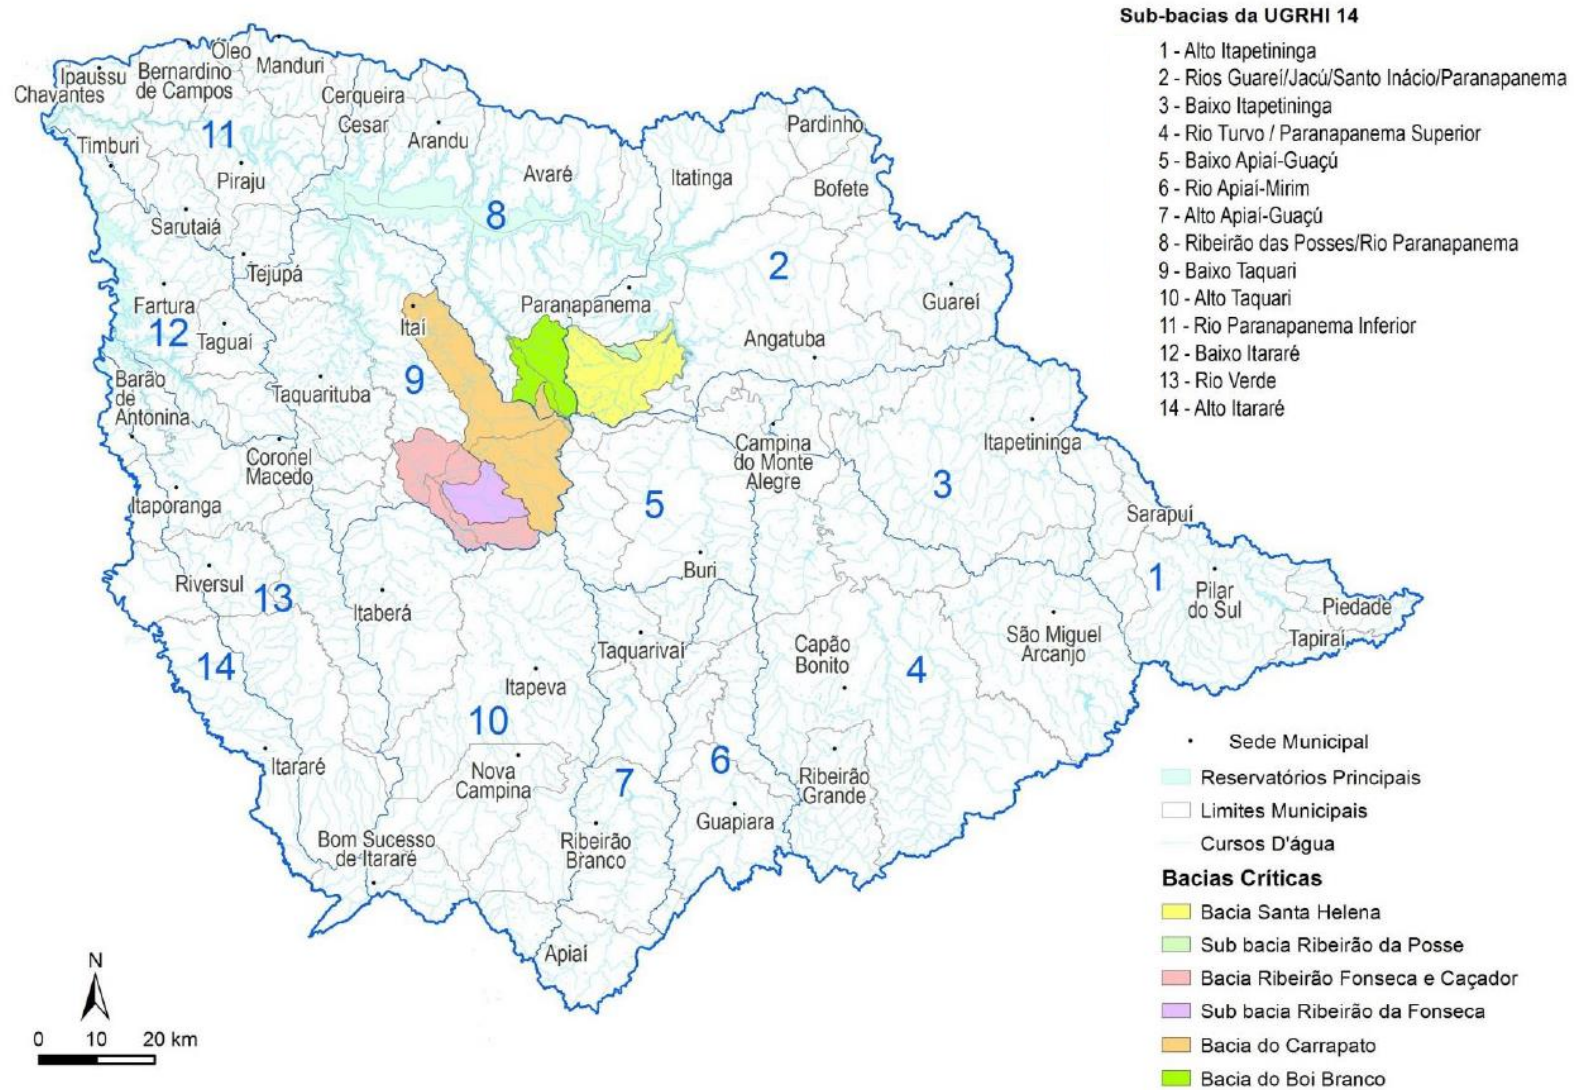 Sub-bacias da UGRHI 14
1 - Alto Itapetininga
2 - Rios Guareí/Jacú/Santo Inácio/Paranapanema
3 - Baixo Itapetininga
4 - Rio Turvo / Paranapanema Superior
5 - Baixo Apiaí-Guaçú
6 - Rio Apiaí-Mirim
7 - Alto Apiaí-Guaçú
8 - Ribeirão das Posses/Rio Paranapanema
9 - Baixo Taquari
10 - Alto Taquari
11 - Rio Paranapanema Inferior
12 - Baixo Itararé
13 - Rio Verde
14 - Alto Itararé
Óleo
Manduri
Ipaussu
Bernardino
de Campos
Chavantes
Cerqueira
Cesar
Arandu
Pardinho
11
Timburi
Piraju
Avaré
Itatinga
Bofete
8
Sarutaiá
Tejupá
2
Fartura
Paranapanema
Guareí
12
Taguaí
Itaí
Angatuba
9
Barão
de
Antonina
Taquarituba
Campina
do Monte
Alegre
Itapetininga
Coronel
Macedo
3
Itaporanga
5
Sarapuí
Buri
Riversul
13
Itaberá
1
Pilar
do Sul
Piedade
Tapiraí
São Miguel
Arcanjo
Taquarivaí
Capão
Bonito
4
14
Itapeva
10
Itararé
Nova
Campina
7
6
Ribeirão
Grande
Guapiara
Bom Sucesso
de Itararé
Ribeirão
Branco
Apiaí
Sede Municipal
Reservatórios Principais
Limites Municipais
Cursos D'água
Bacias Críticas
Bacia Santa Helena
Sub bacia Ribeirão da Posse
Bacia Ribeirão Fonseca e Caçador
Sub bacia Ribeirão da Fonseca
Bacia do Carrapato
Bacia do Boi Branco
N
0 10 20 km